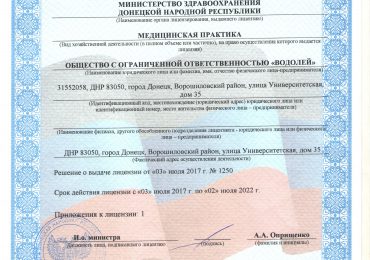 МИНИСТЕРСТВО ЗДРАВООХРАНЕНИЯ
ДОНЕЦКОЙ НАРОДНОЙ РЕСПУБЛИКИ
(Наименование органа лицензирования, выдавшего лицензию)
МЕДИЦИНСКАЯ ПРАКТИКА
(Вид хозяйственной деятельности в полном объеме или частично, на право осуществления которого выдается
лицензия)
ОБЩЕСТВО С ОГРАНИЧЕННОЙ ОТВЕТСТВЕННОСТЬЮ «ВОДОЛЕЙ»
(Наименование юридического лица или фамилия, имя, отчество физического лица-предпринимателя)
31552058, ДНР 83050, город Донецк, Ворошиловский район, улица Университетская,
дом 35
(Идентификационный код, местонахождение (юридический адрес) юридического лица или
идентификационный номер, место жительства физического лица – предпринимателя)
(Наименование филиала, другого обособленного подразделения лицензиата - юридического лица или физического
лица – предпринимателя)
ДНР 83050, город Донецк, Ворошиловский район, улица Университетская, дом 35
(Фактический адрес осуществления деятельности)
Решение о выдаче лицензии от «03» июля 2017 г. № 1250
Срок действия лицензии с «03» июля 2017 г. по «02» июля 2022 г.
Приложения к лицензии 1
И.о. министра
А.А. Оприщенко
(Должность лица, подписавшего лицензию)
(подпись)
(фамилия и инициалы)